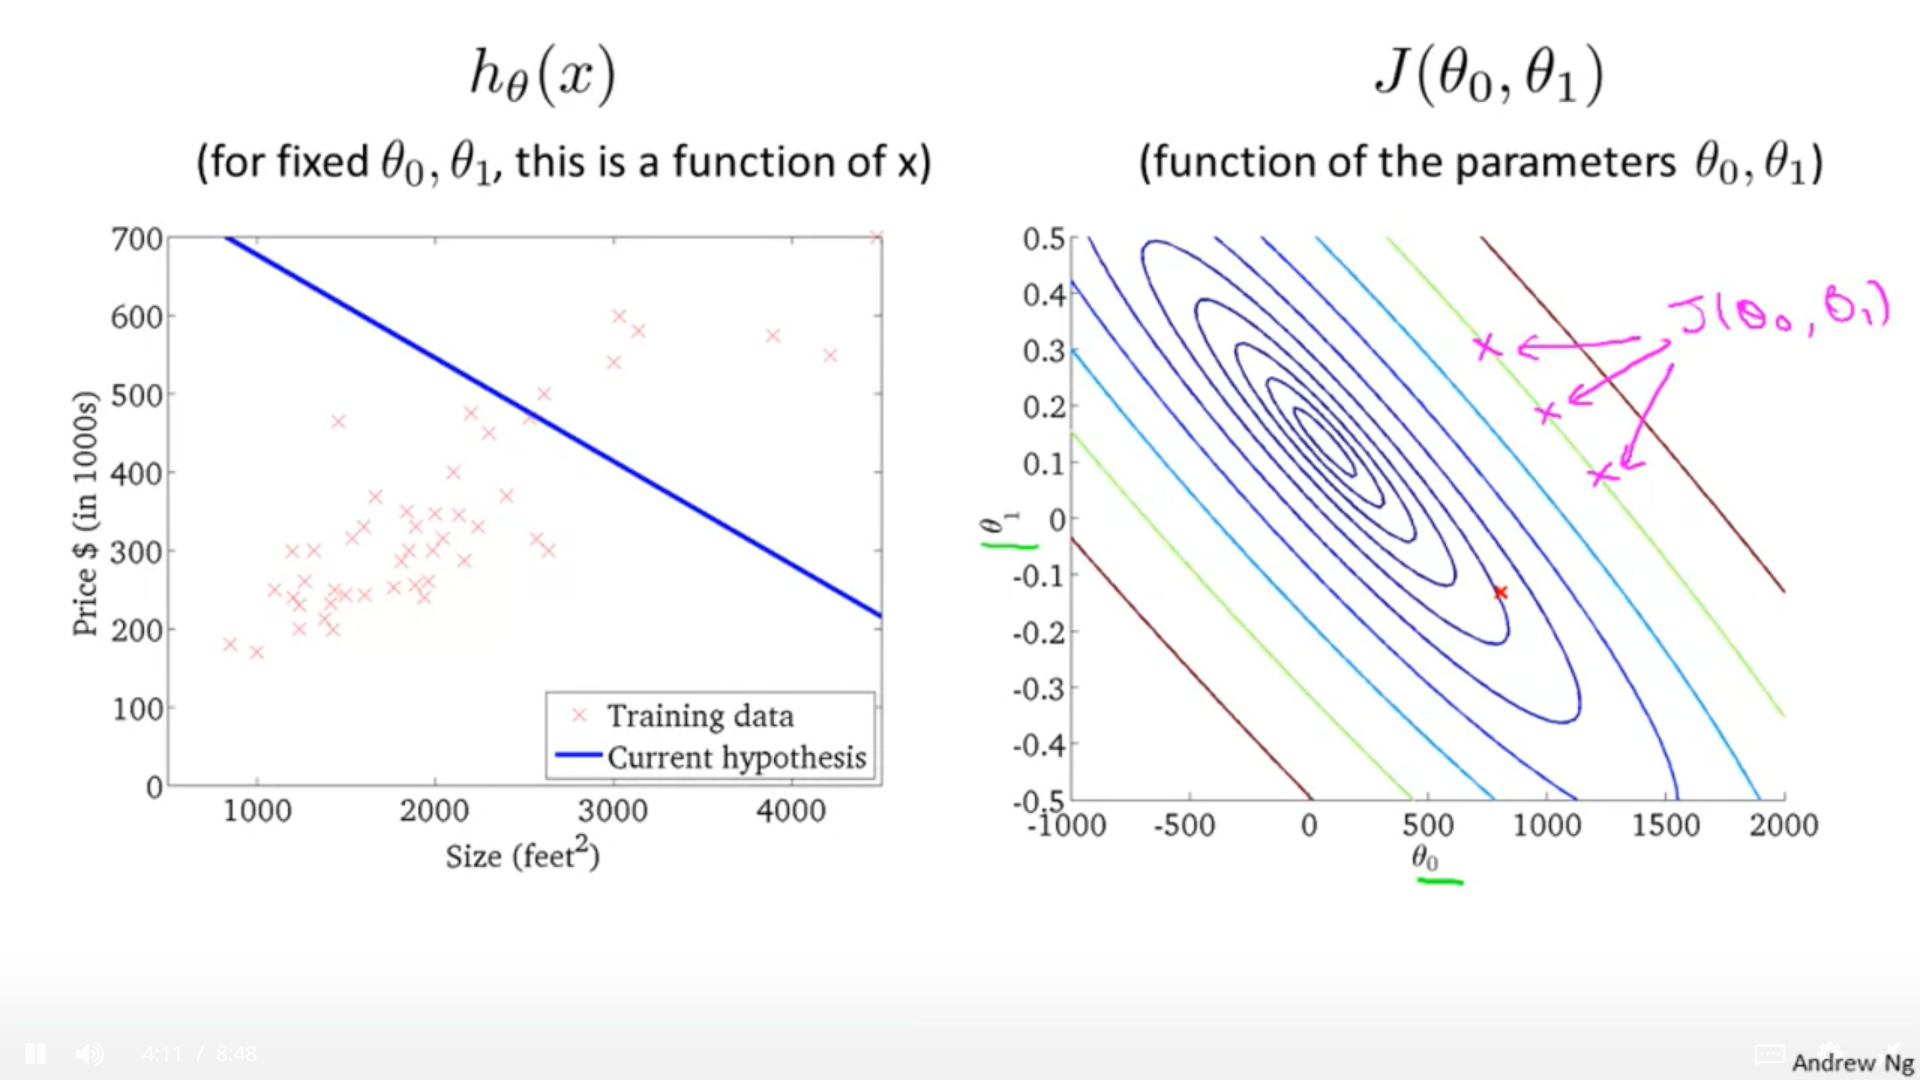 hθ(x)
(for fixed θ0, θ1, this is a function of x)
700
600
500
400
300
200
100
0
Price $ (in 1000s)
1000 2000 3000 4000
Size (feet²)
Training data
Current hypothesis
J(θ0, θ1)
(function of the parameters θ0, θ1)
0.5
0.4
0.3
0.2
0.1
0
-0.1
-0.2
-0.3
-0.4
-0.5
θ1
-1000 -500 0 500 1000 1500 2000
θ0
J(θ0, θ1)
4:11 / 8:48
Andrew Ng